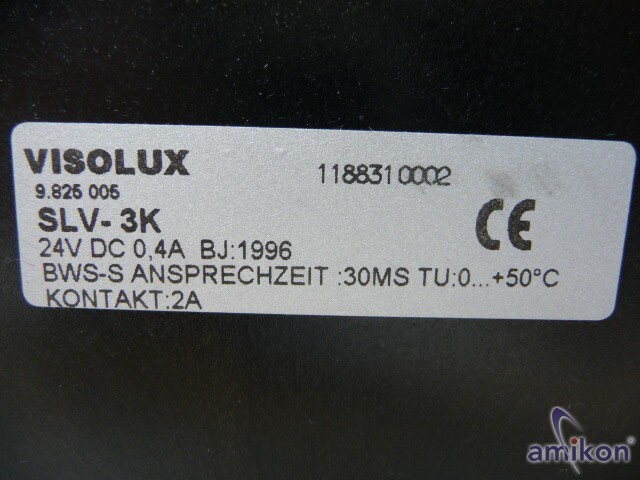 VISOLUX
1188310002
9.825 005
SLV- 3K
CE
24V DC 0,4A BJ:1996
BWS-S ANSPRECHZEIT :30MS TU:0...+50°C
KONTAKT:2A
amikon